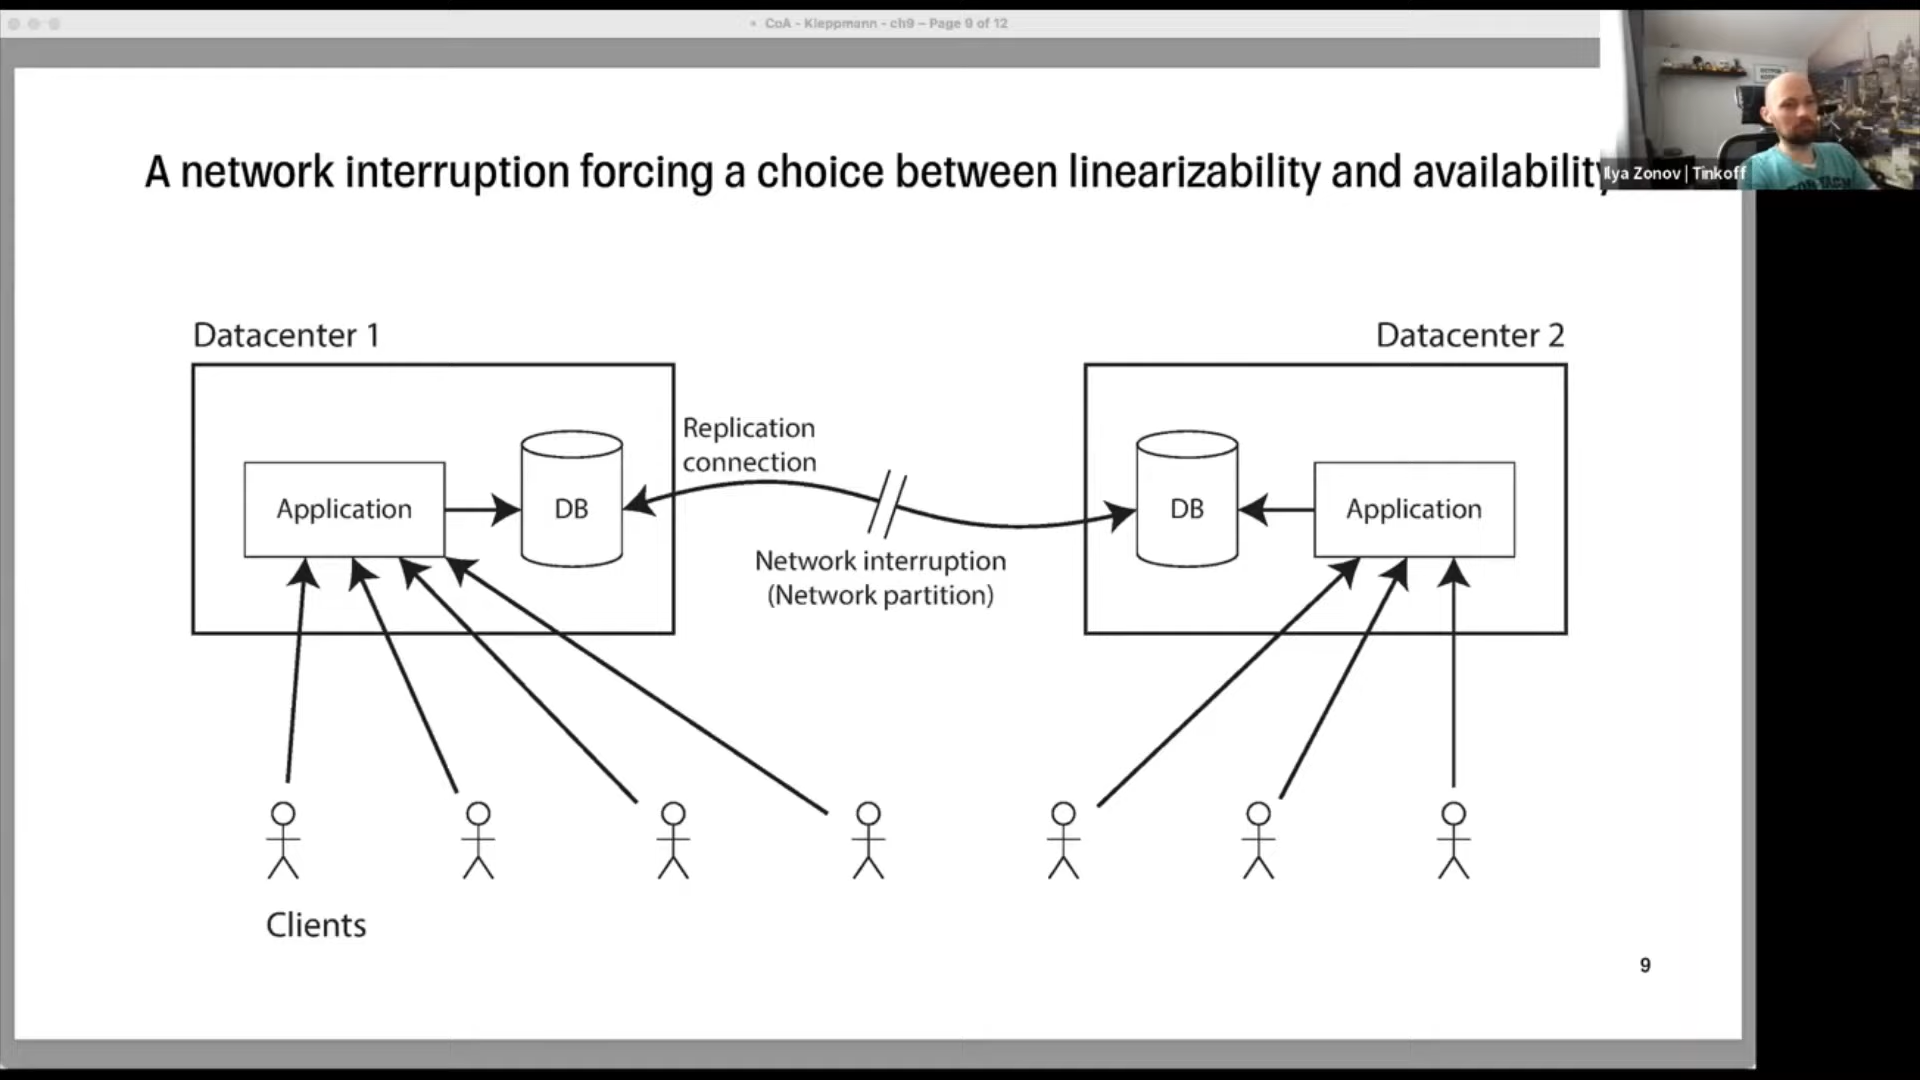 CoA - Kleppmann - ch9 – Page 9 of 12
Ilya Zonov | Tinkoff
A network interruption forcing a choice between linearizability and availability
Datacenter 1
Datacenter 2
Replication
connection
Application
DB
DB
Application
Network interruption
(Network partition)
Clients
9